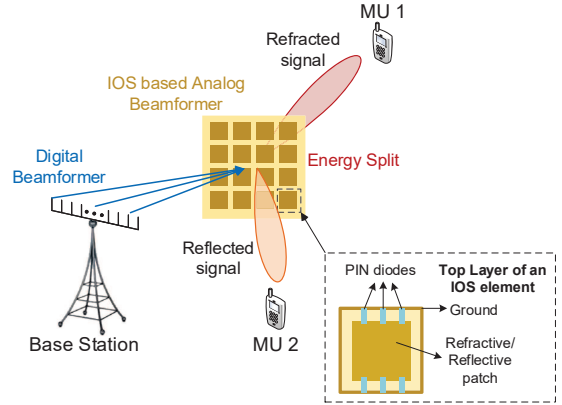 MU 1
Refracted
signal
IOS based Analog
Beamformer
Digital
Beamformer
Energy Split
Reflected
signal
MU 2
Base Station
PIN diodes
Top Layer of an
IOS element
Ground
Refractive/
Reflective
patch